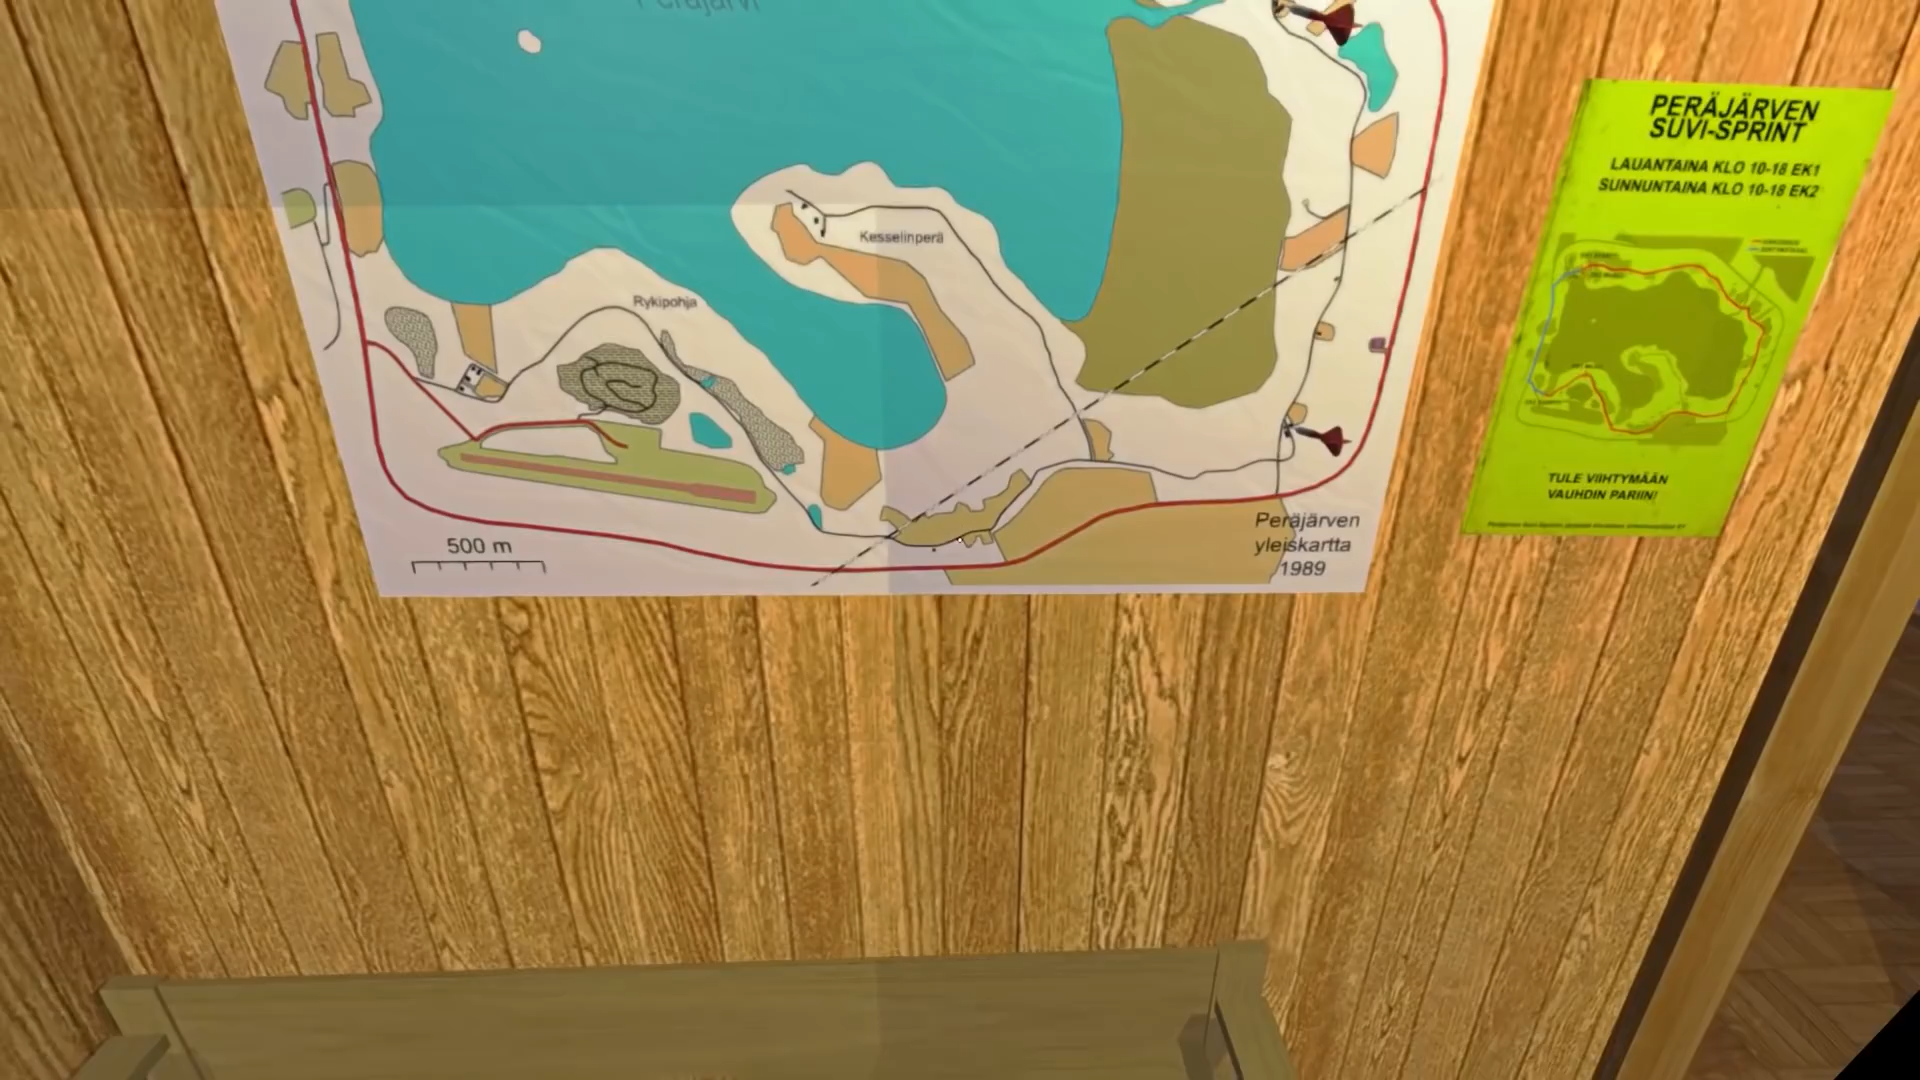 Peräjärvi
Kesselinperä
Rykipohja
500 m
Peräjärven
yleiskartta
1989
PERÄJÄRVEN
SUVI-SPRINT
LAUANTAINA KLO 10-18 EK1
SUNNUNTAINA KLO 10-18 EK2
TULE VIIHTYMÄÄN
VAUHDIN PARIIN!